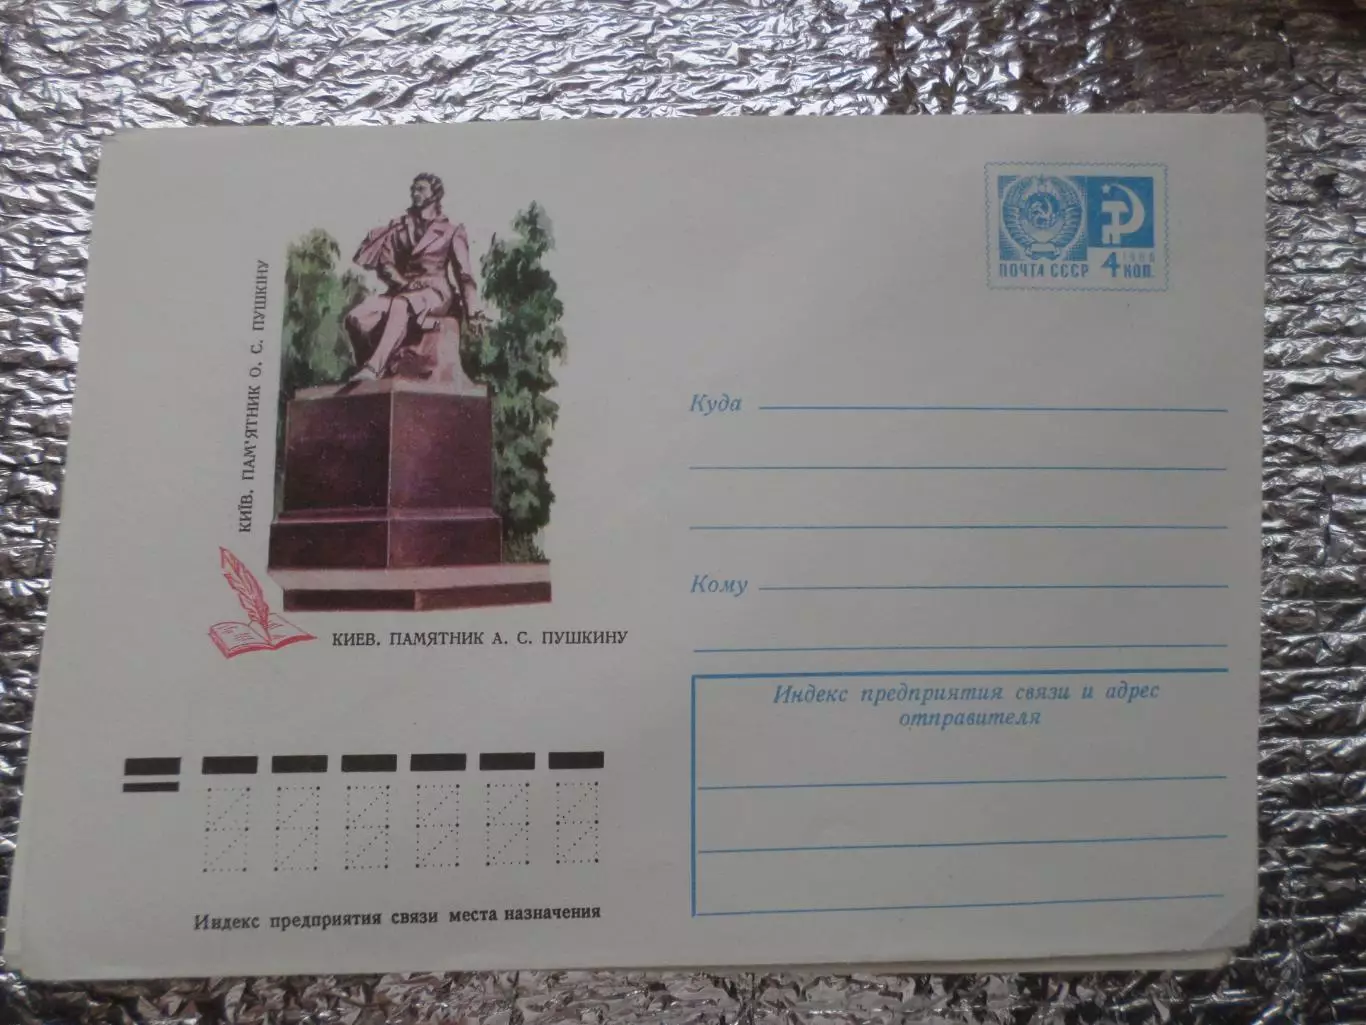 КИЇВ. ПАМ'ЯТНИК О. С. ПУШКІНУ
КИЕВ. ПАМЯТНИК А. С. ПУШКИНУ
1966
ПОЧТА СССР 4 КОП.
Куда
Кому
Индекс предприятия связи и адрес
отправителя
Индекс предприятия связи места назначения